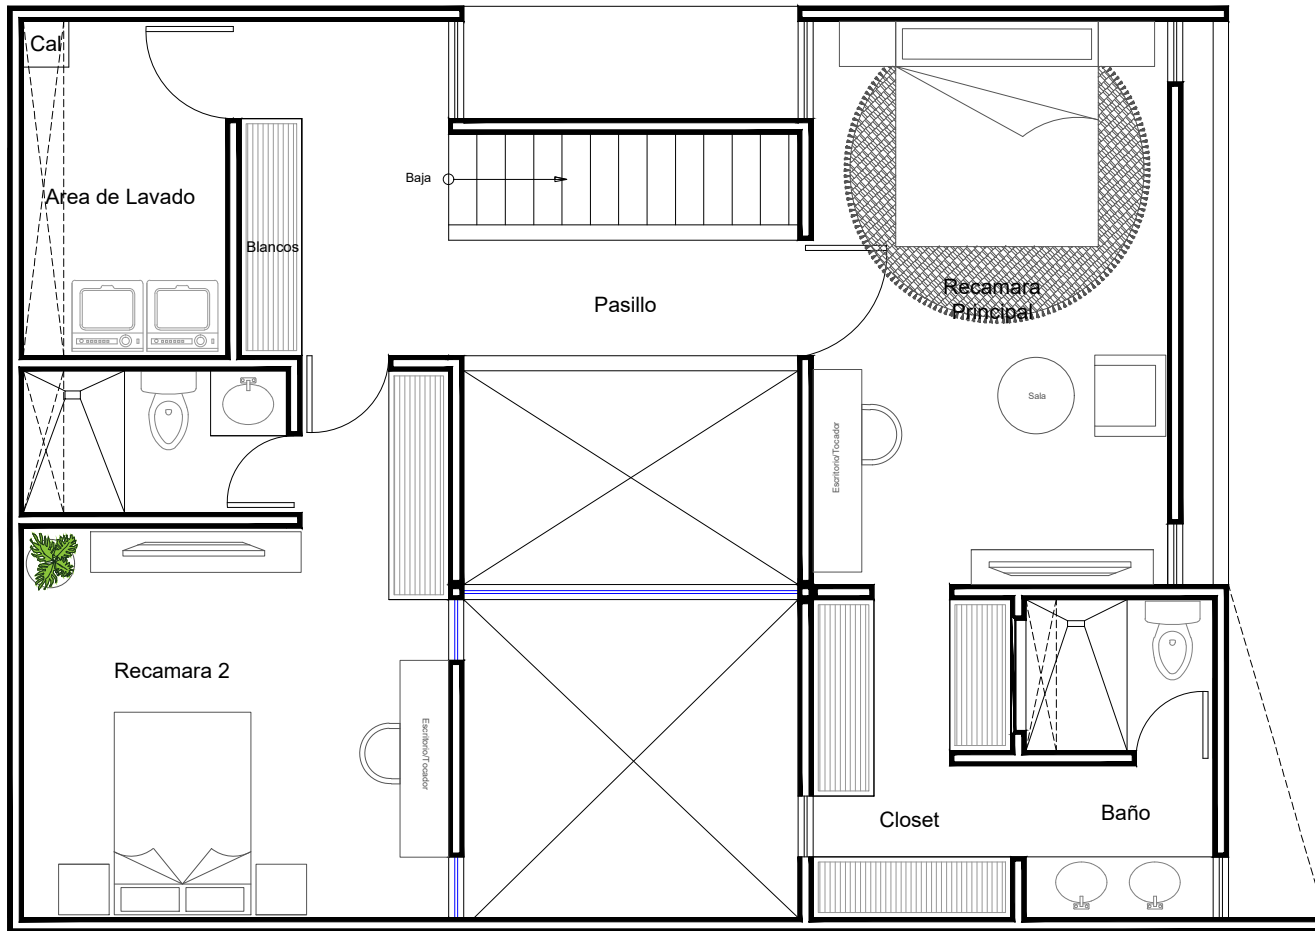 Cal
Area de Lavado
Blancos
Baja
Pasillo
Recamara
Principal
Sala
Escritorio/Tocador
Recamara 2
Escritorio/Tocador
Closet
Baño